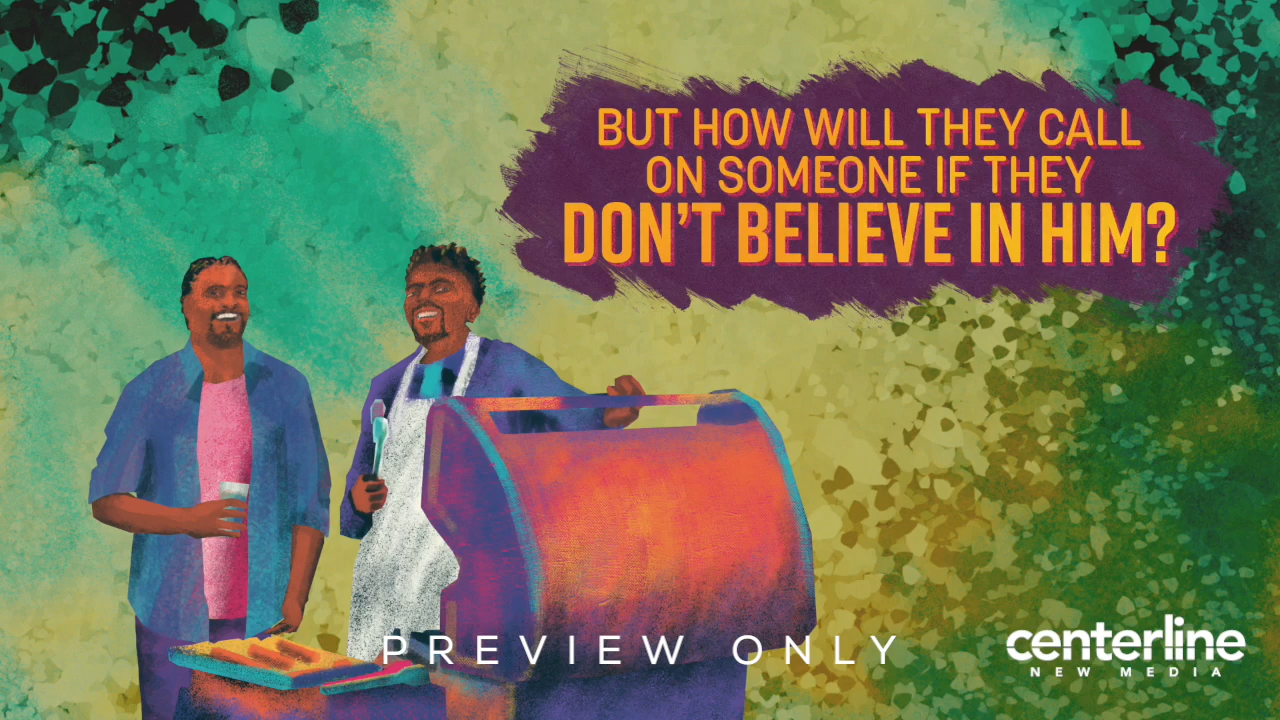 BUT HOW WILL THEY CALL
ON SOMEONE IF THEY
DON'T BELIEVE IN HIM?
PREVIEW ONLY
centerline
NEW MEDIA